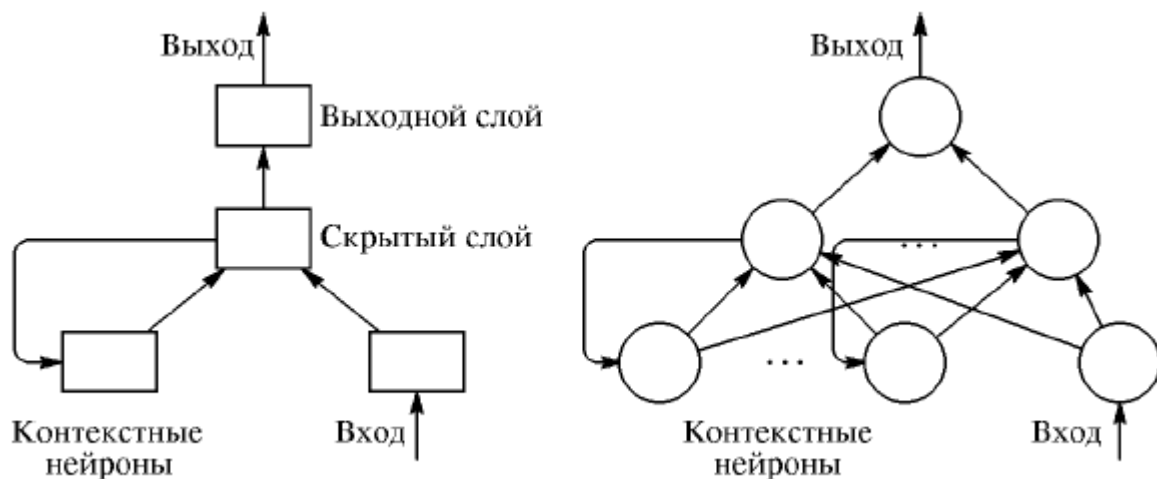 Выход
Выходной слой
Скрытый слой
Контекстные
нейроны
Вход
Выход
...
...
Контекстные
нейроны
Вход